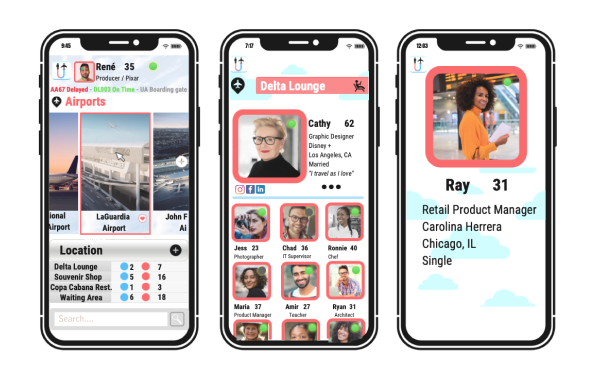 9:45
René 35
Producer / Pixar
AA67 Delayed - DL003 On Time - UA Boarding gate
Airports
ional
Airport
LaGuardia
Airport
John F
Ai
Location
Delta Lounge 2 7
Souvenir Shop 5 16
Copa Cabana Rest. 1 3
Waiting Area 6 18
Search...
7:17
Delta Lounge
Cathy 62
Graphic Designer
Disney +
Los Angeles, CA
Married
"I travel as I love"
Jess 23
Photographer
Chad 36
IT Supervisor
Ronnie 40
Chef
Maria 37
Product Manager
Amir 27
Teacher
Ryan 31
Architect
12:03
Ray 31
Retail Product Manager
Carolina Herrera
Chicago, IL
Single